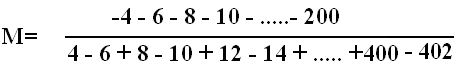 -4 - 6 - 8 - 10 - .....- 200
M=
4 - 6 + 8 - 10 + 12 - 14 + ..... +400 - 402